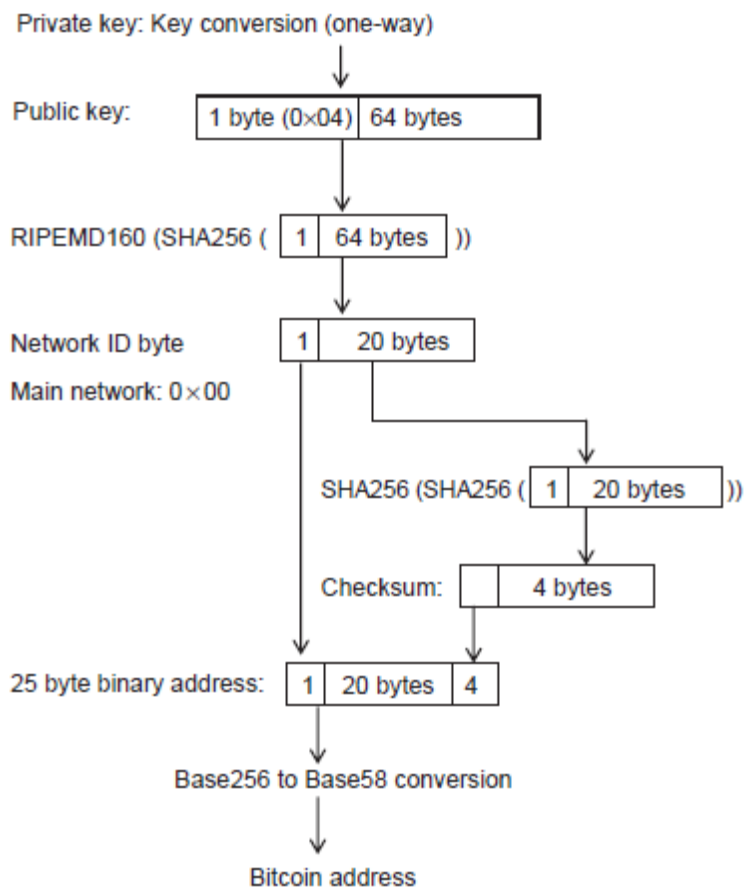 Private key: Key conversion (one-way)
Public key: 1 byte (0×04) 64 bytes
RIPEMD160 (SHA256 ( 1 64 bytes ))
Network ID byte 1 20 bytes
Main network: 0×00
SHA256 (SHA256 ( 1 20 bytes ))
Checksum: 4 bytes
25 byte binary address: 1 20 bytes 4
Base256 to Base58 conversion
Bitcoin address